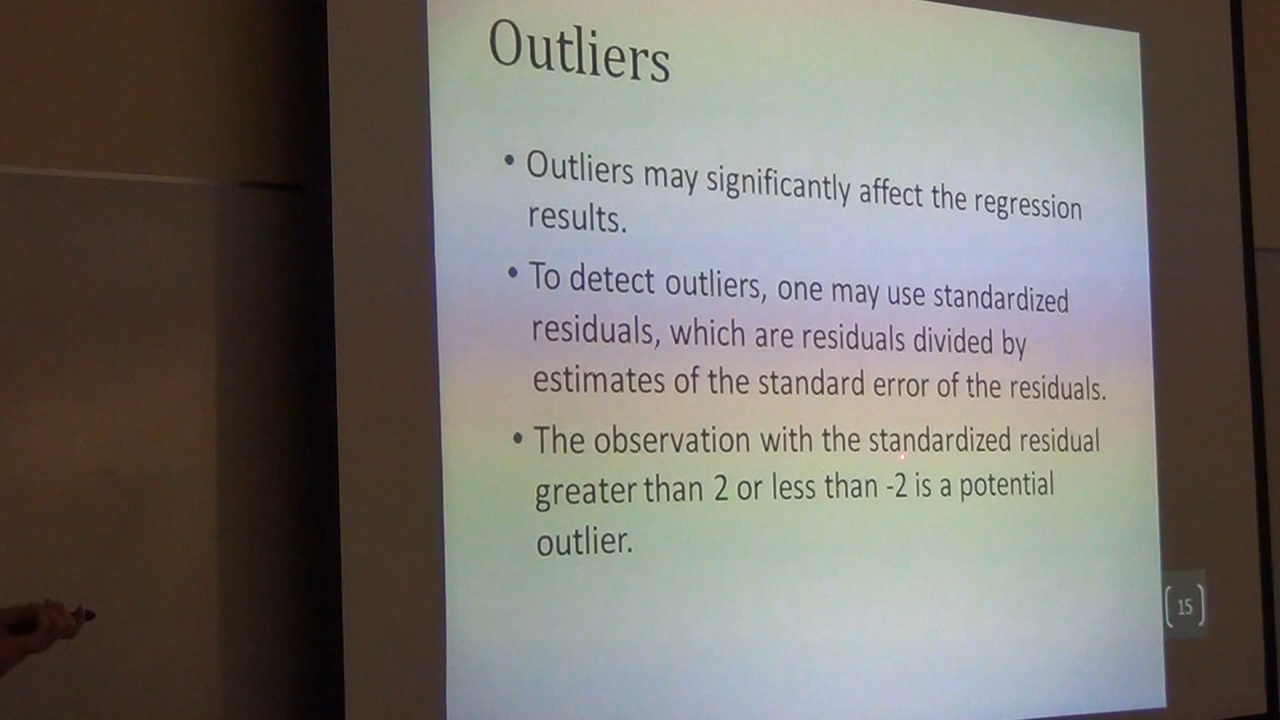 Outliers
• Outliers may significantly affect the regression
results.
• To detect outliers, one may use standardized
residuals, which are residuals divided by
estimates of the standard error of the residuals.
• The observation with the standardized residual
greater than 2 or less than -2 is a potential
outlier.
15